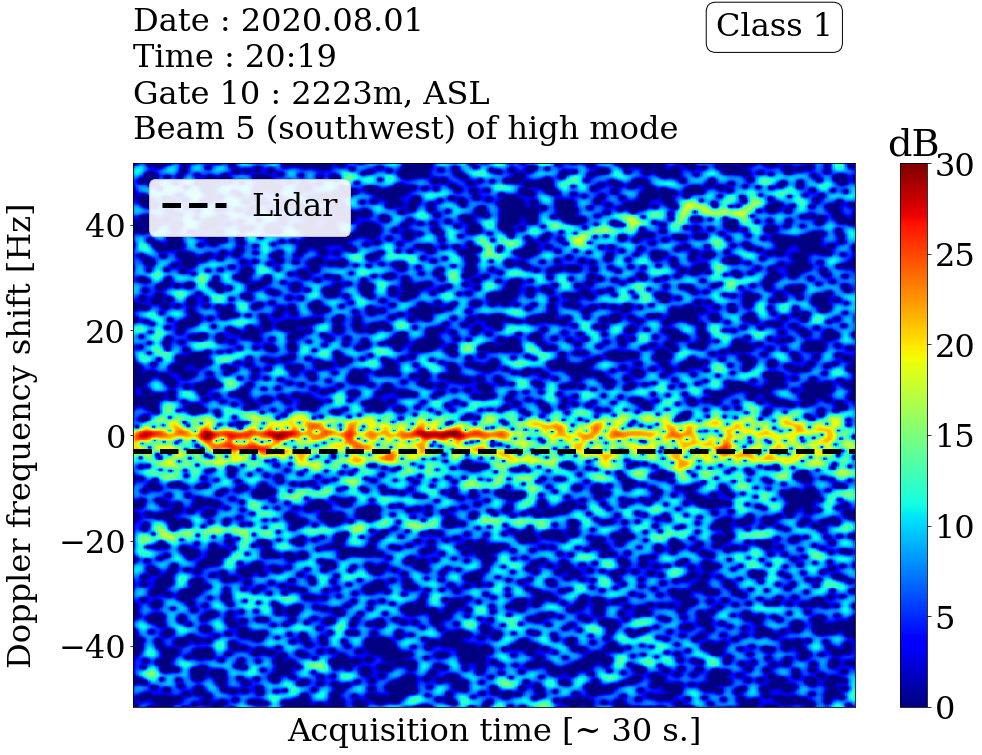 Date : 2020.08.01
Time : 20:19
Gate 10 : 2223m, ASL
Beam 5 (southwest) of high mode
Class 1
dB
Lidar
Doppler frequency shift [Hz]
40
20
0
−20
−40
30
25
20
15
10
5
0
Acquisition time [~ 30 s.]